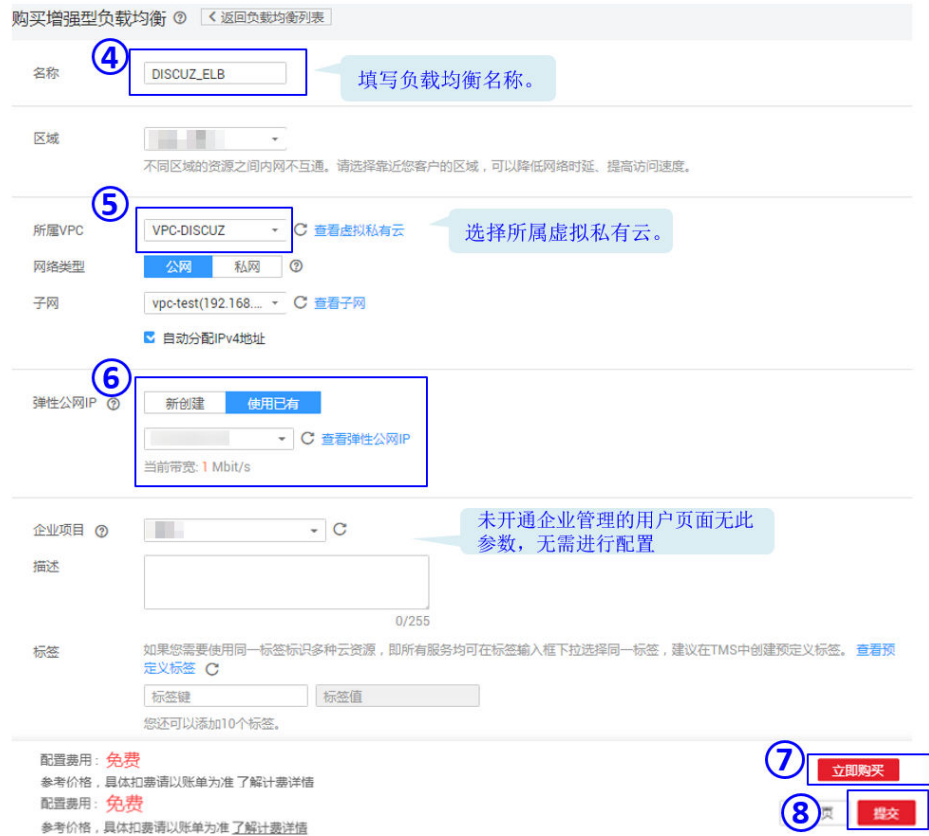 购买增强型负载均衡 ? < 返回负载均衡列表
④
名称 DISCUZ_ELB 填写负载均衡名称。
区域
不同区域的资源之间内网不互通。请选择靠近您客户的区域，可以降低网络时延、提高访问速度。
⑤
所属VPC VPC-DISCUZ 查看虚拟私有云 选择所属虚拟私有云。
网络类型 公网 私网 ?
子网 vpc-test(192.168.... 查看子网
自动分配IPv4地址
⑥
弹性公网IP ? 新创建 使用已有
查看弹性公网IP
当前带宽: 1 Mbit/s
企业项目 ? 未开通企业管理的用户页面无此
参数，无需进行配置
描述
0/255
标签 如果您需要使用同一标签标识多种云资源，即所有服务均可在标签输入框下拉选择同一标签，建议在TMS中创建预定义标签。 查看预
定义标签
标签键 标签值
您还可以添加10个标签。
配置费用: 免费 ⑦ 立即购买
参考价格，具体扣费请以账单为准 了解计费详情
配置费用: 免费 ⑧ 页 提交
参考价格，具体扣费请以账单为准 了解计费详情